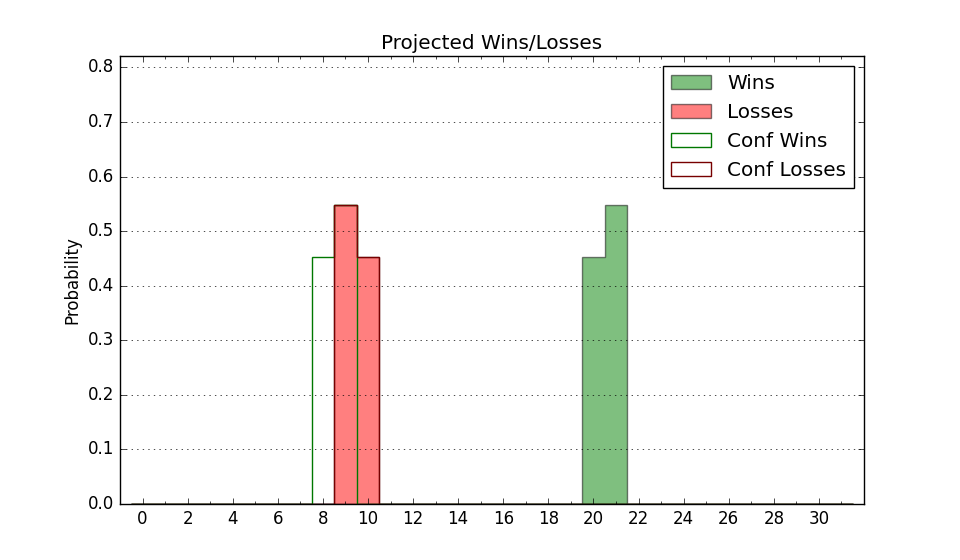 Projected Wins/Losses
Wins
Losses
Conf Wins
Conf Losses
Probability
0.8
0.7
0.6
0.5
0.4
0.3
0.2
0.1
0.0
0 2 4 6 8 10 12 14 16 18 20 22 24 26 28 30